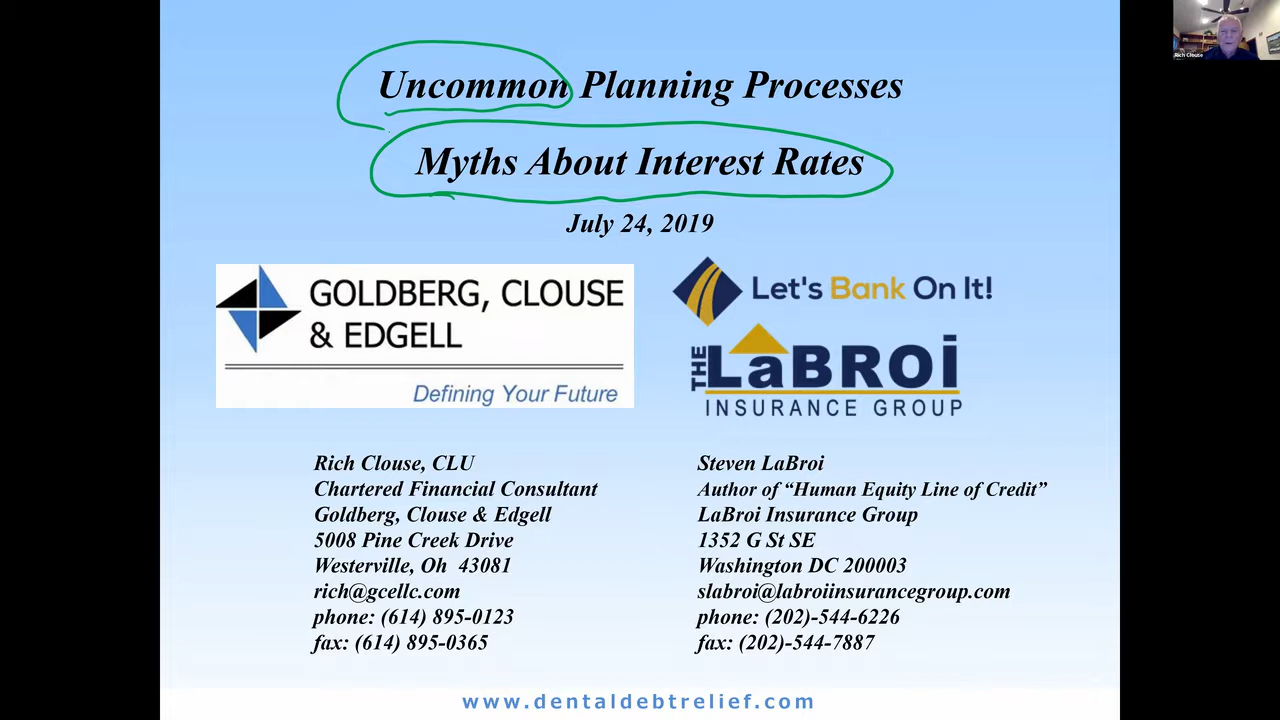 Rich Clouse
Uncommon Planning Processes
Myths About Interest Rates
July 24, 2019
GOLDBERG, CLOUSE
& EDGELL
Defining Your Future
Let's Bank On It!
THE LaBROi
INSURANCE GROUP
Rich Clouse, CLU
Chartered Financial Consultant
Goldberg, Clouse & Edgell
5008 Pine Creek Drive
Westerville, Oh 43081
rich@gcellc.com
phone: (614) 895-0123
fax: (614) 895-0365
Steven LaBroi
Author of “Human Equity Line of Credit”
LaBroi Insurance Group
1352 G St SE
Washington DC 200003
slabroi@labroiinsurancegroup.com
phone: (202)-544-6226
fax: (202)-544-7887
www.dentaldebtrelief.com